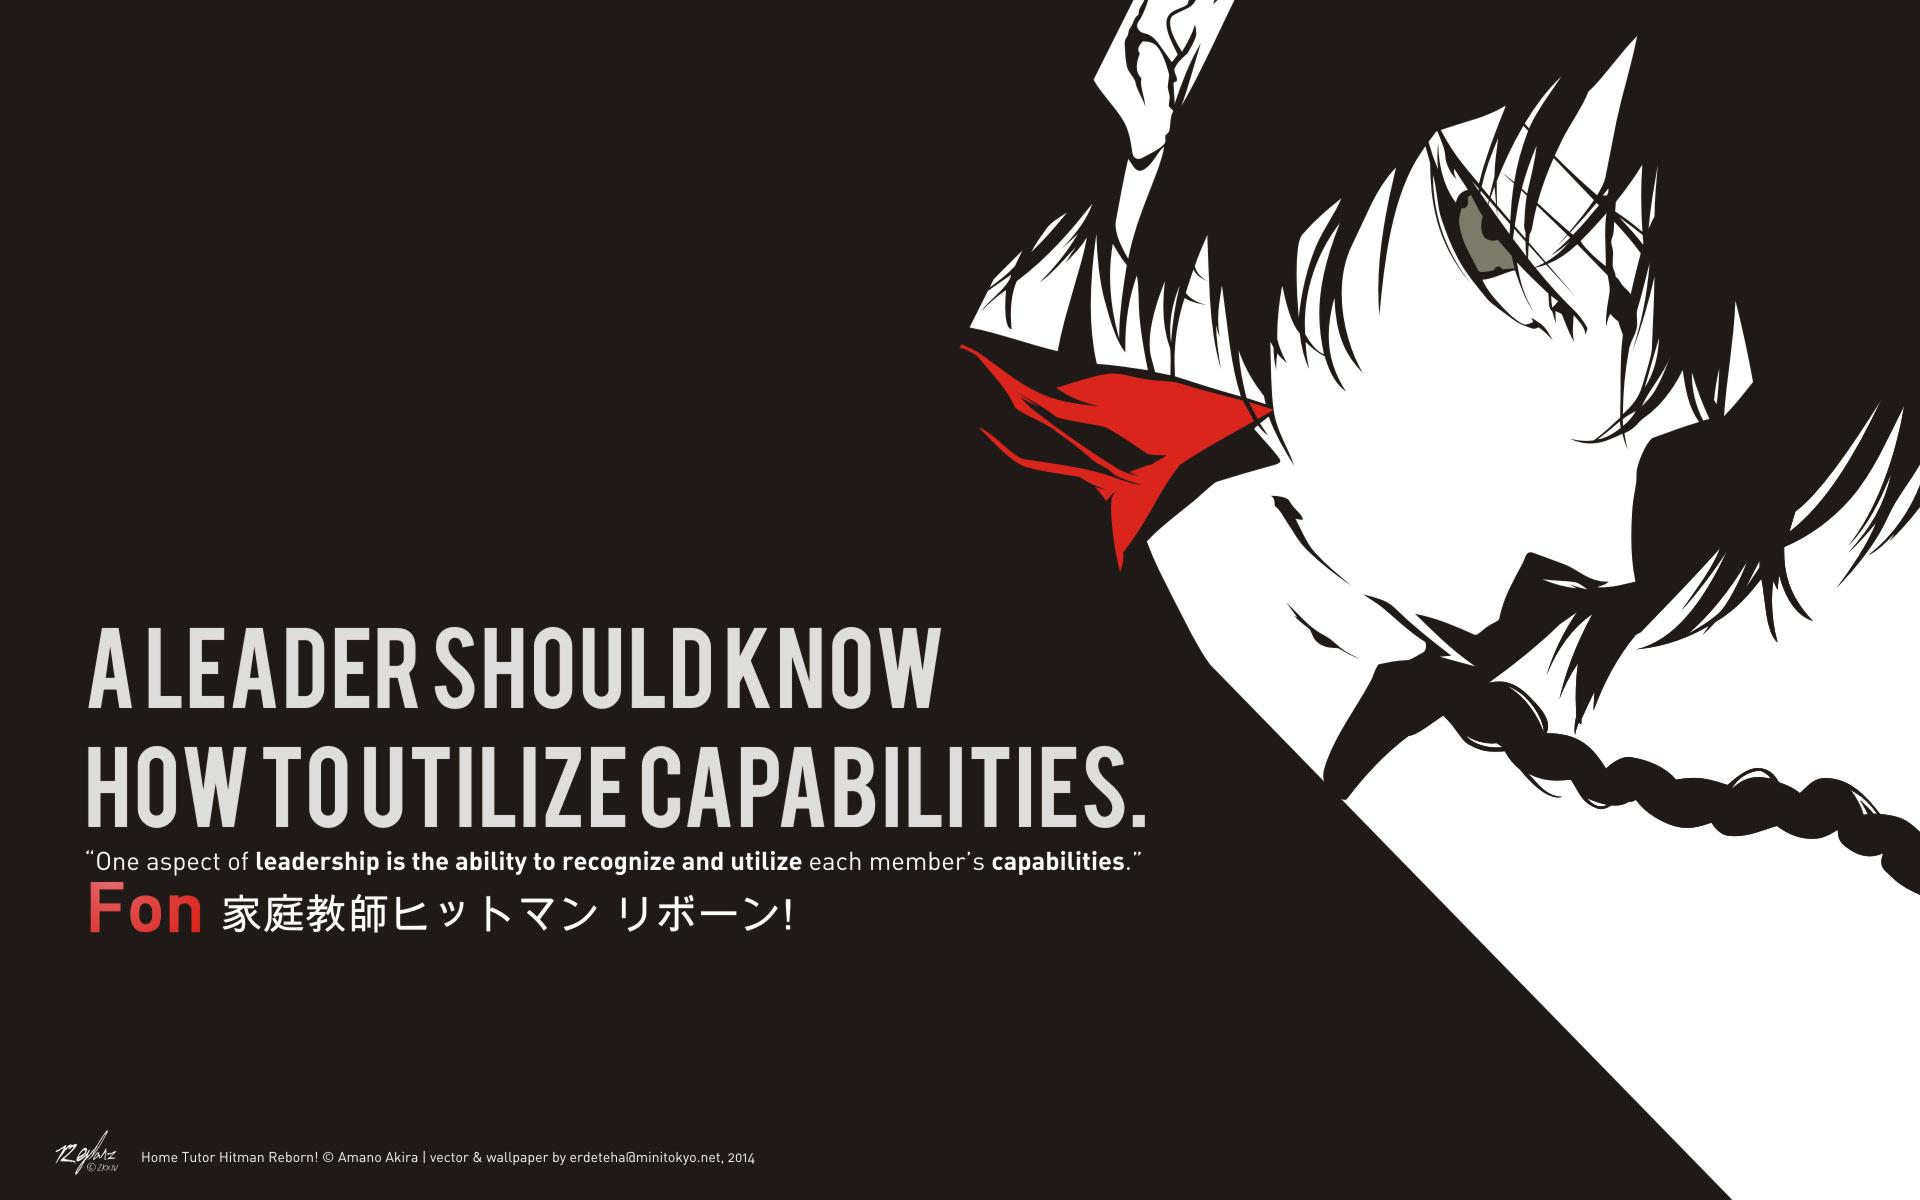 A LEADER SHOULD KNOW
HOW TO UTILIZE CAPABILITIES.
“One aspect of leadership is the ability to recognize and utilize each member’s capabilities.”
Fon 家庭教師ヒットマン リボーン!
Home Tutor Hitman Reborn! © Amano Akira | vector & wallpaper by erdeteha@minitokyo.net, 2014